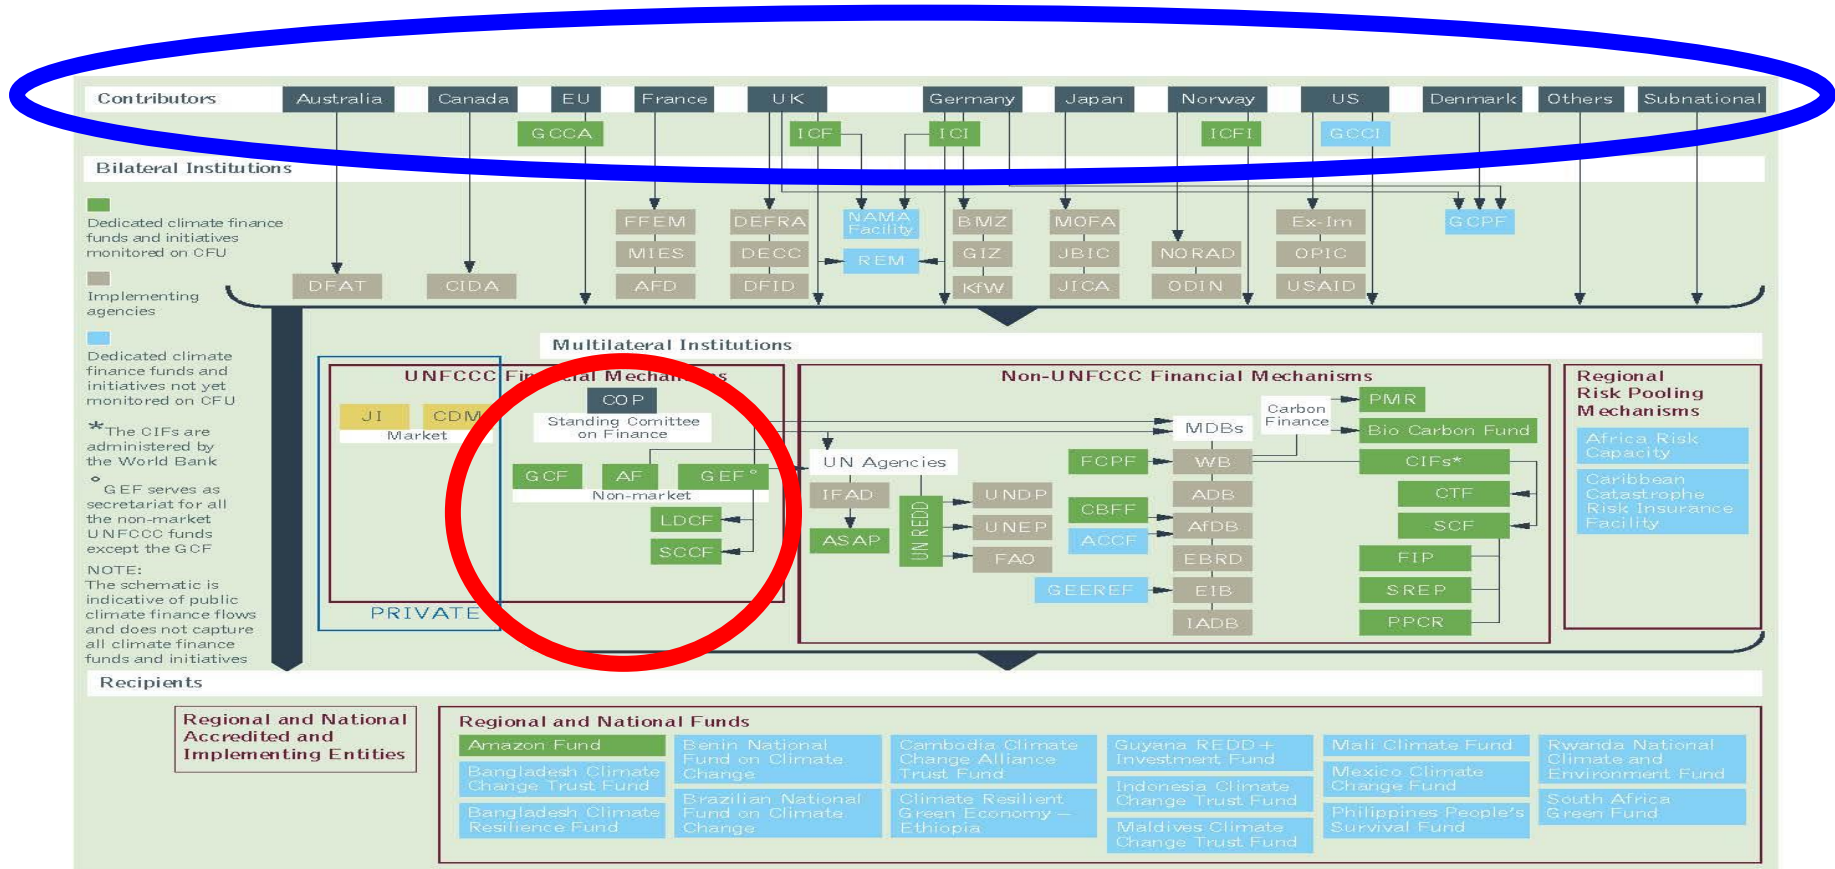 Contributors
Australia
Canada
EU
France
UK
Germany
Japan
Norway
US
Denmark
Others
Subnational
GCCA
ICF
ICI
ICFI
GCCI
Bilateral Institutions
Dedicated climate finance
funds and initiatives
monitored on CFU
Implementing
agencies
Dedicated climate
finance funds and
initiatives not yet
monitored on CFU
*The CIFs are
administered by
the World Bank
° GEF serves as
secretariat for all
the non-market
UNFCCC funds
except the GCF
NOTE:
The schematic is
indicative of public
climate finance flows
and does not capture
all climate finance
funds and initiatives
DFAT
CIDA
FFEM
MIES
AFD
DEFRA
DECC
DFID
NAMA
Facility
REM
BMZ
GIZ
KfW
MOFA
JBIC
JICA
NORAD
ODIN
Ex-Im
OPIC
USAID
GCPF
Multilateral Institutions
UNFCCC Financial Mechanisms
JI
CDM
Market
PRIVATE
COP
Standing Comittee
on Finance
GCF
AF
GEF°
Non-market
LDCF
SCCF
Non-UNFCCC Financial Mechanisms
UN Agencies
IFAD
ASAP
UN REDD
UNDP
UNEP
FAO
FCPF
CBFF
ACCF
GEEREF
MDBs
WB
ADB
AfDB
EBRD
EIB
IADB
Carbon
Finance
PMR
Bio Carbon Fund
CIFs*
CTF
SCF
FIP
SREP
PPCR
Regional
Risk Pooling
Mechanisms
Africa Risk
Capacity
Caribbean
Catastrophe
Risk Insurance
Facility
Recipients
Regional and National
Accredited and
Implementing Entities
Regional and National Funds
Amazon Fund
Bangladesh Climate
Change Trust Fund
Bangladesh Climate
Resilience Fund
Benin National
Fund on Climate
Change
Brazilian National
Fund on Climate
Change
Cambodia Climate
Change Alliance
Trust Fund
Climate Resilient
Green Economy –
Ethiopia
Guyana REDD+
Investment Fund
Indonesia Climate
Change Trust Fund
Maldives Climate
Change Trust Fund
Mali Climate Fund
Mexico Climate
Change Fund
Philippines People's
Survival Fund
Rwanda National
Climate and
Environment Fund
South Africa
Green Fund